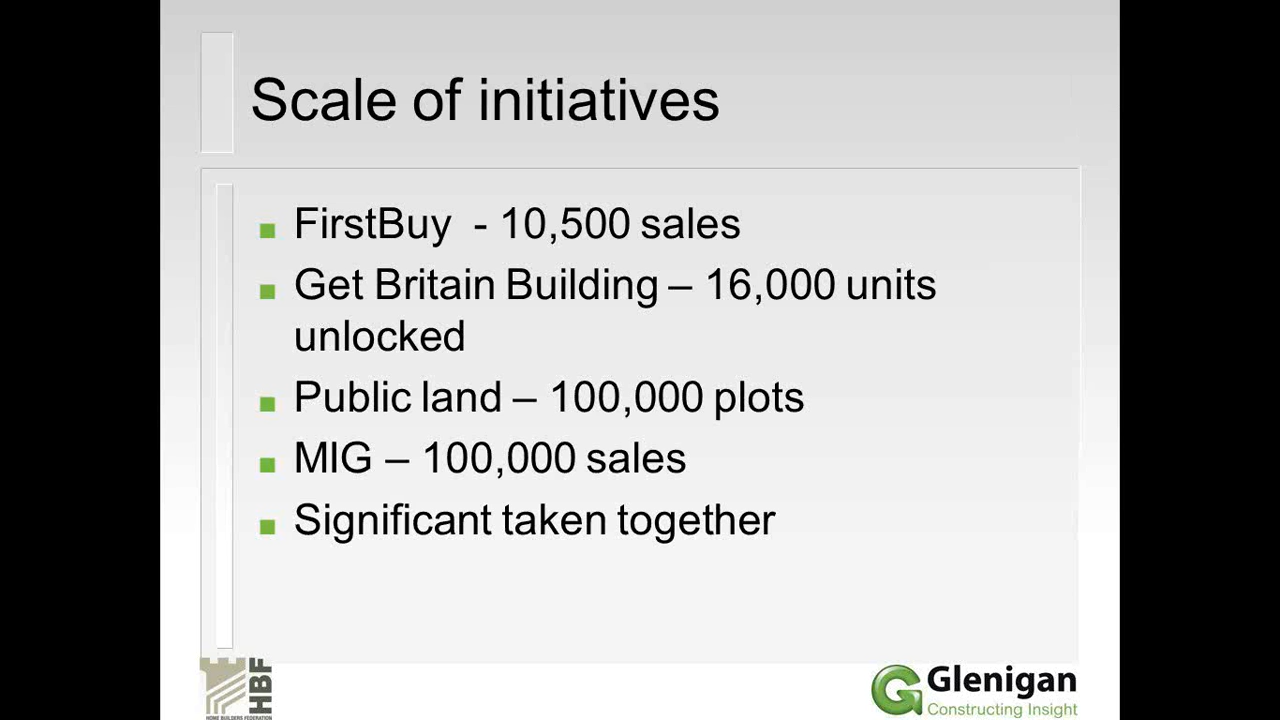 Scale of initiatives
FirstBuy - 10,500 sales
Get Britain Building – 16,000 units
unlocked
Public land – 100,000 plots
MIG – 100,000 sales
Significant taken together
HBF
HOME BUILDERS FEDERATION
Glenigan
Constructing Insight